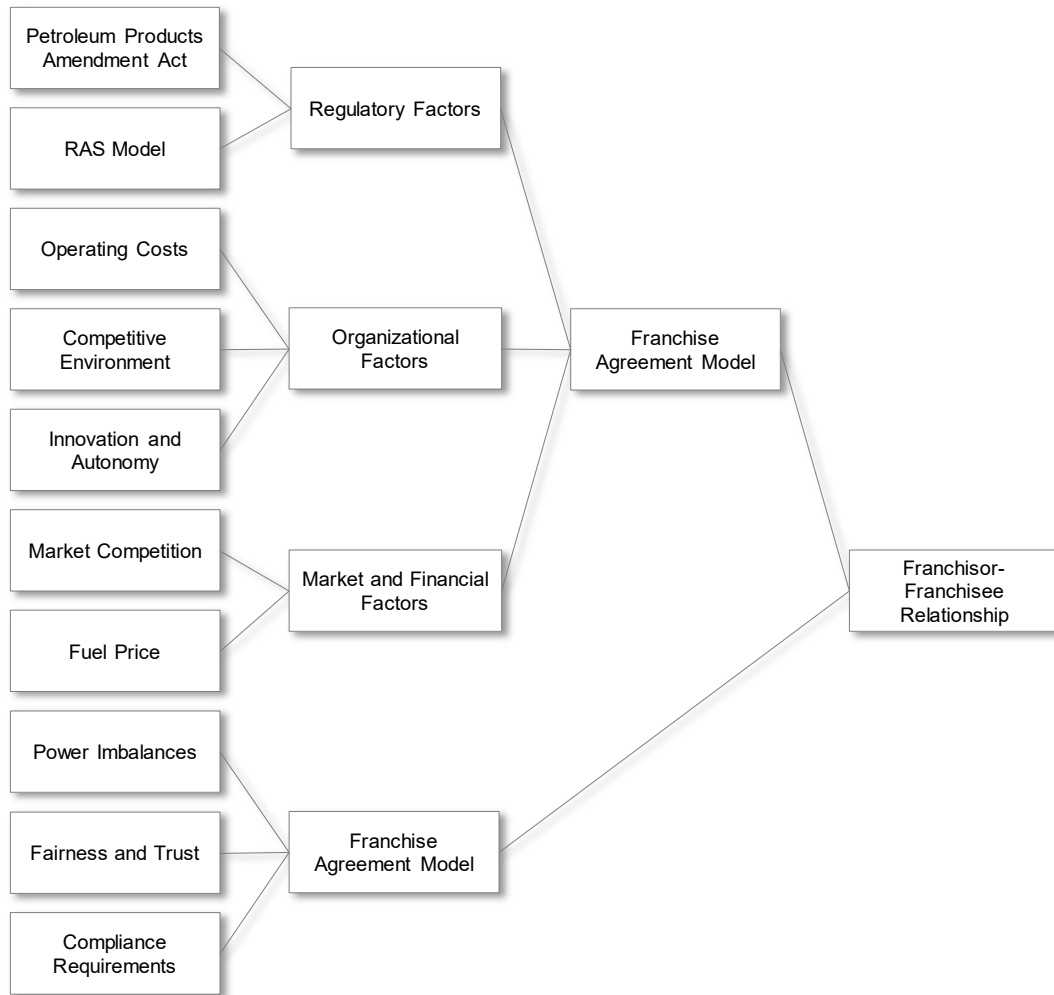 Petroleum Products
Amendment Act
RAS Model
Operating Costs
Competitive
Environment
Innovation and
Autonomy
Market Competition
Fuel Price
Power Imbalances
Fairness and Trust
Compliance
Requirements
Regulatory Factors
Organizational
Factors
Market and Financial
Factors
Franchise
Agreement Model
Franchise
Agreement Model
Franchisor-
Franchisee
Relationship